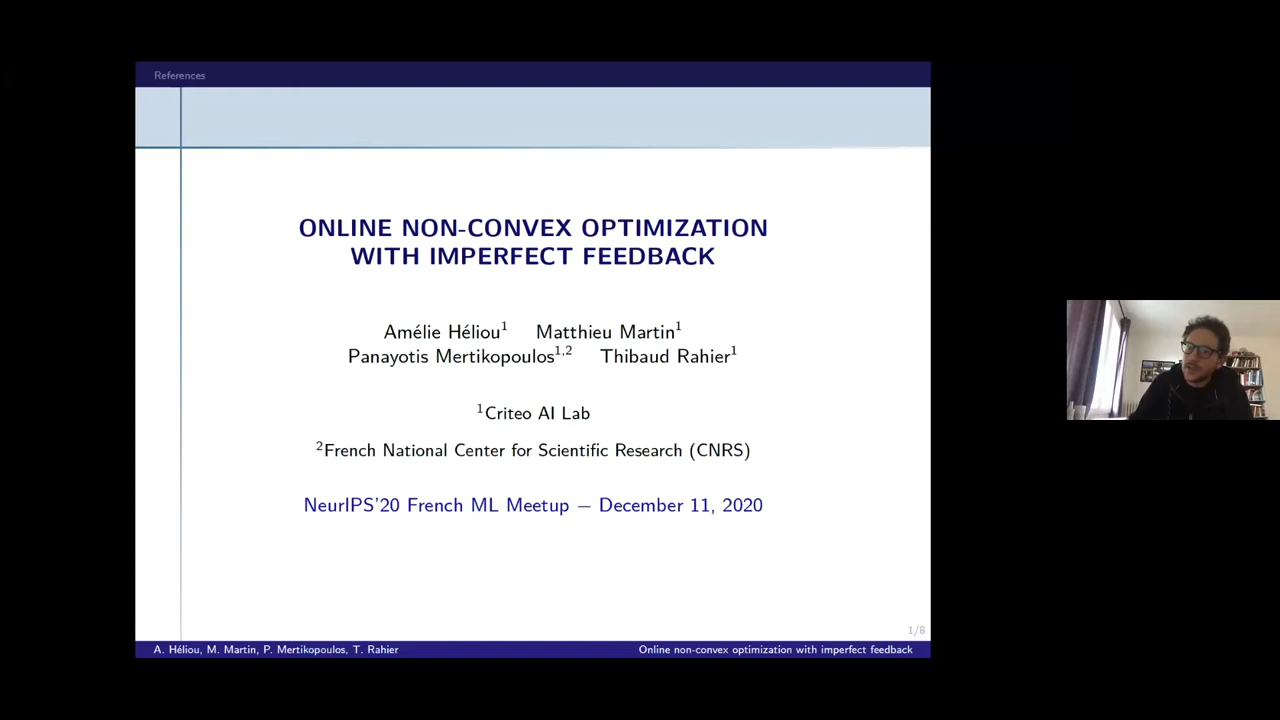 References
ONLINE NON-CONVEX OPTIMIZATION
WITH IMPERFECT FEEDBACK
Amélie Héliou¹ Matthieu Martin¹
Panayotis Mertikopoulos¹,² Thibaud Rahier¹
¹Criteo AI Lab
²French National Center for Scientific Research (CNRS)
NeurIPS'20 French ML Meetup – December 11, 2020
1/8
A. Héliou, M. Martin, P. Mertikopoulos, T. Rahier Online non-convex optimization with imperfect feedback